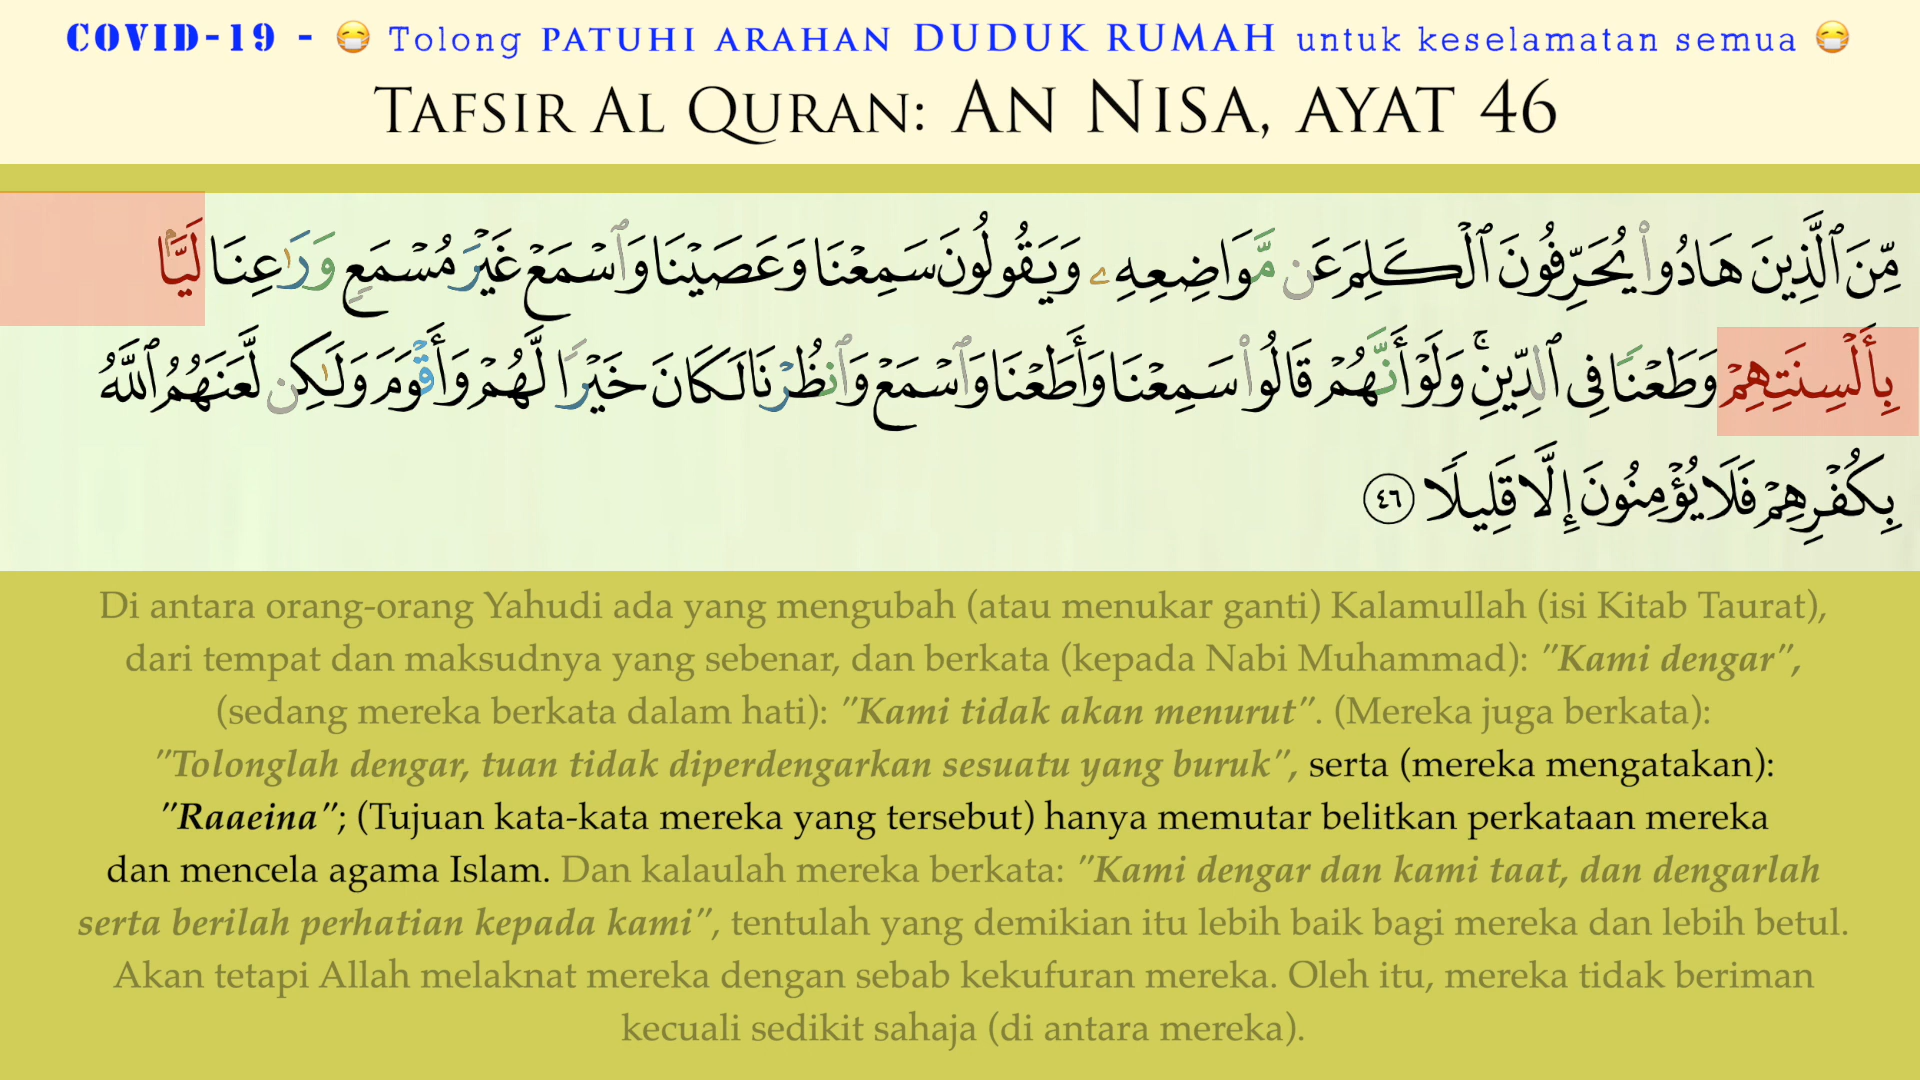 COVID-19 - 😷 Tolong PATUHI ARAHAN DUDUK RUMAH untuk keselamatan semua 😷
TAFSIR AL QURAN: AN NISA, AYAT 46
مِّنَ ٱلَّذِينَ هَادُوا۟ يُحَرِّفُونَ ٱلْكَلِمَ عَن مَّوَاضِعِهِۦ وَيَقُولُونَ سَمِعْنَا وَعَصَيْنَا وَٱسْمَعْ غَيْرَ مُسْمَعٍ وَرَٰعِنَا لَيًّۢا
بِأَلْسِنَتِهِمْ وَطَعْنًا فِى ٱلدِّينِ ۚ وَلَوْ أَنَّهُمْ قَالُوا۟ سَمِعْنَا وَأَطَعْنَا وَٱسْمَعْ وَٱنظُرْنَا لَكَانَ خَيْرًا لَّهُمْ وَأَقْوَمَ وَلَـٰكِن لَّعَنَهُمُ ٱللَّهُ
بِكُفْرِهِمْ فَلَا يُؤْمِنُونَ إِلَّا قَلِيلًا ٤٦
Di antara orang-orang Yahudi ada yang mengubah (atau menukar ganti) Kalamullah (isi Kitab Taurat),
dari tempat dan maksudnya yang sebenar, dan berkata (kepada Nabi Muhammad): "Kami dengar",
(sedang mereka berkata dalam hati): "Kami tidak akan menurut". (Mereka juga berkata):
"Tolonglah dengar, tuan tidak diperdengarkan sesuatu yang buruk", serta (mereka mengatakan):
"Raaeina"; (Tujuan kata-kata mereka yang tersebut) hanya memutar belitkan perkataan mereka
dan mencela agama Islam. Dan kalaulah mereka berkata: "Kami dengar dan kami taat, dan dengarlah
serta berilah perhatian kepada kami", tentulah yang demikian itu lebih baik bagi mereka dan lebih betul.
Akan tetapi Allah melaknat mereka dengan sebab kekufuran mereka. Oleh itu, mereka tidak beriman
kecuali sedikit sahaja (di antara mereka).